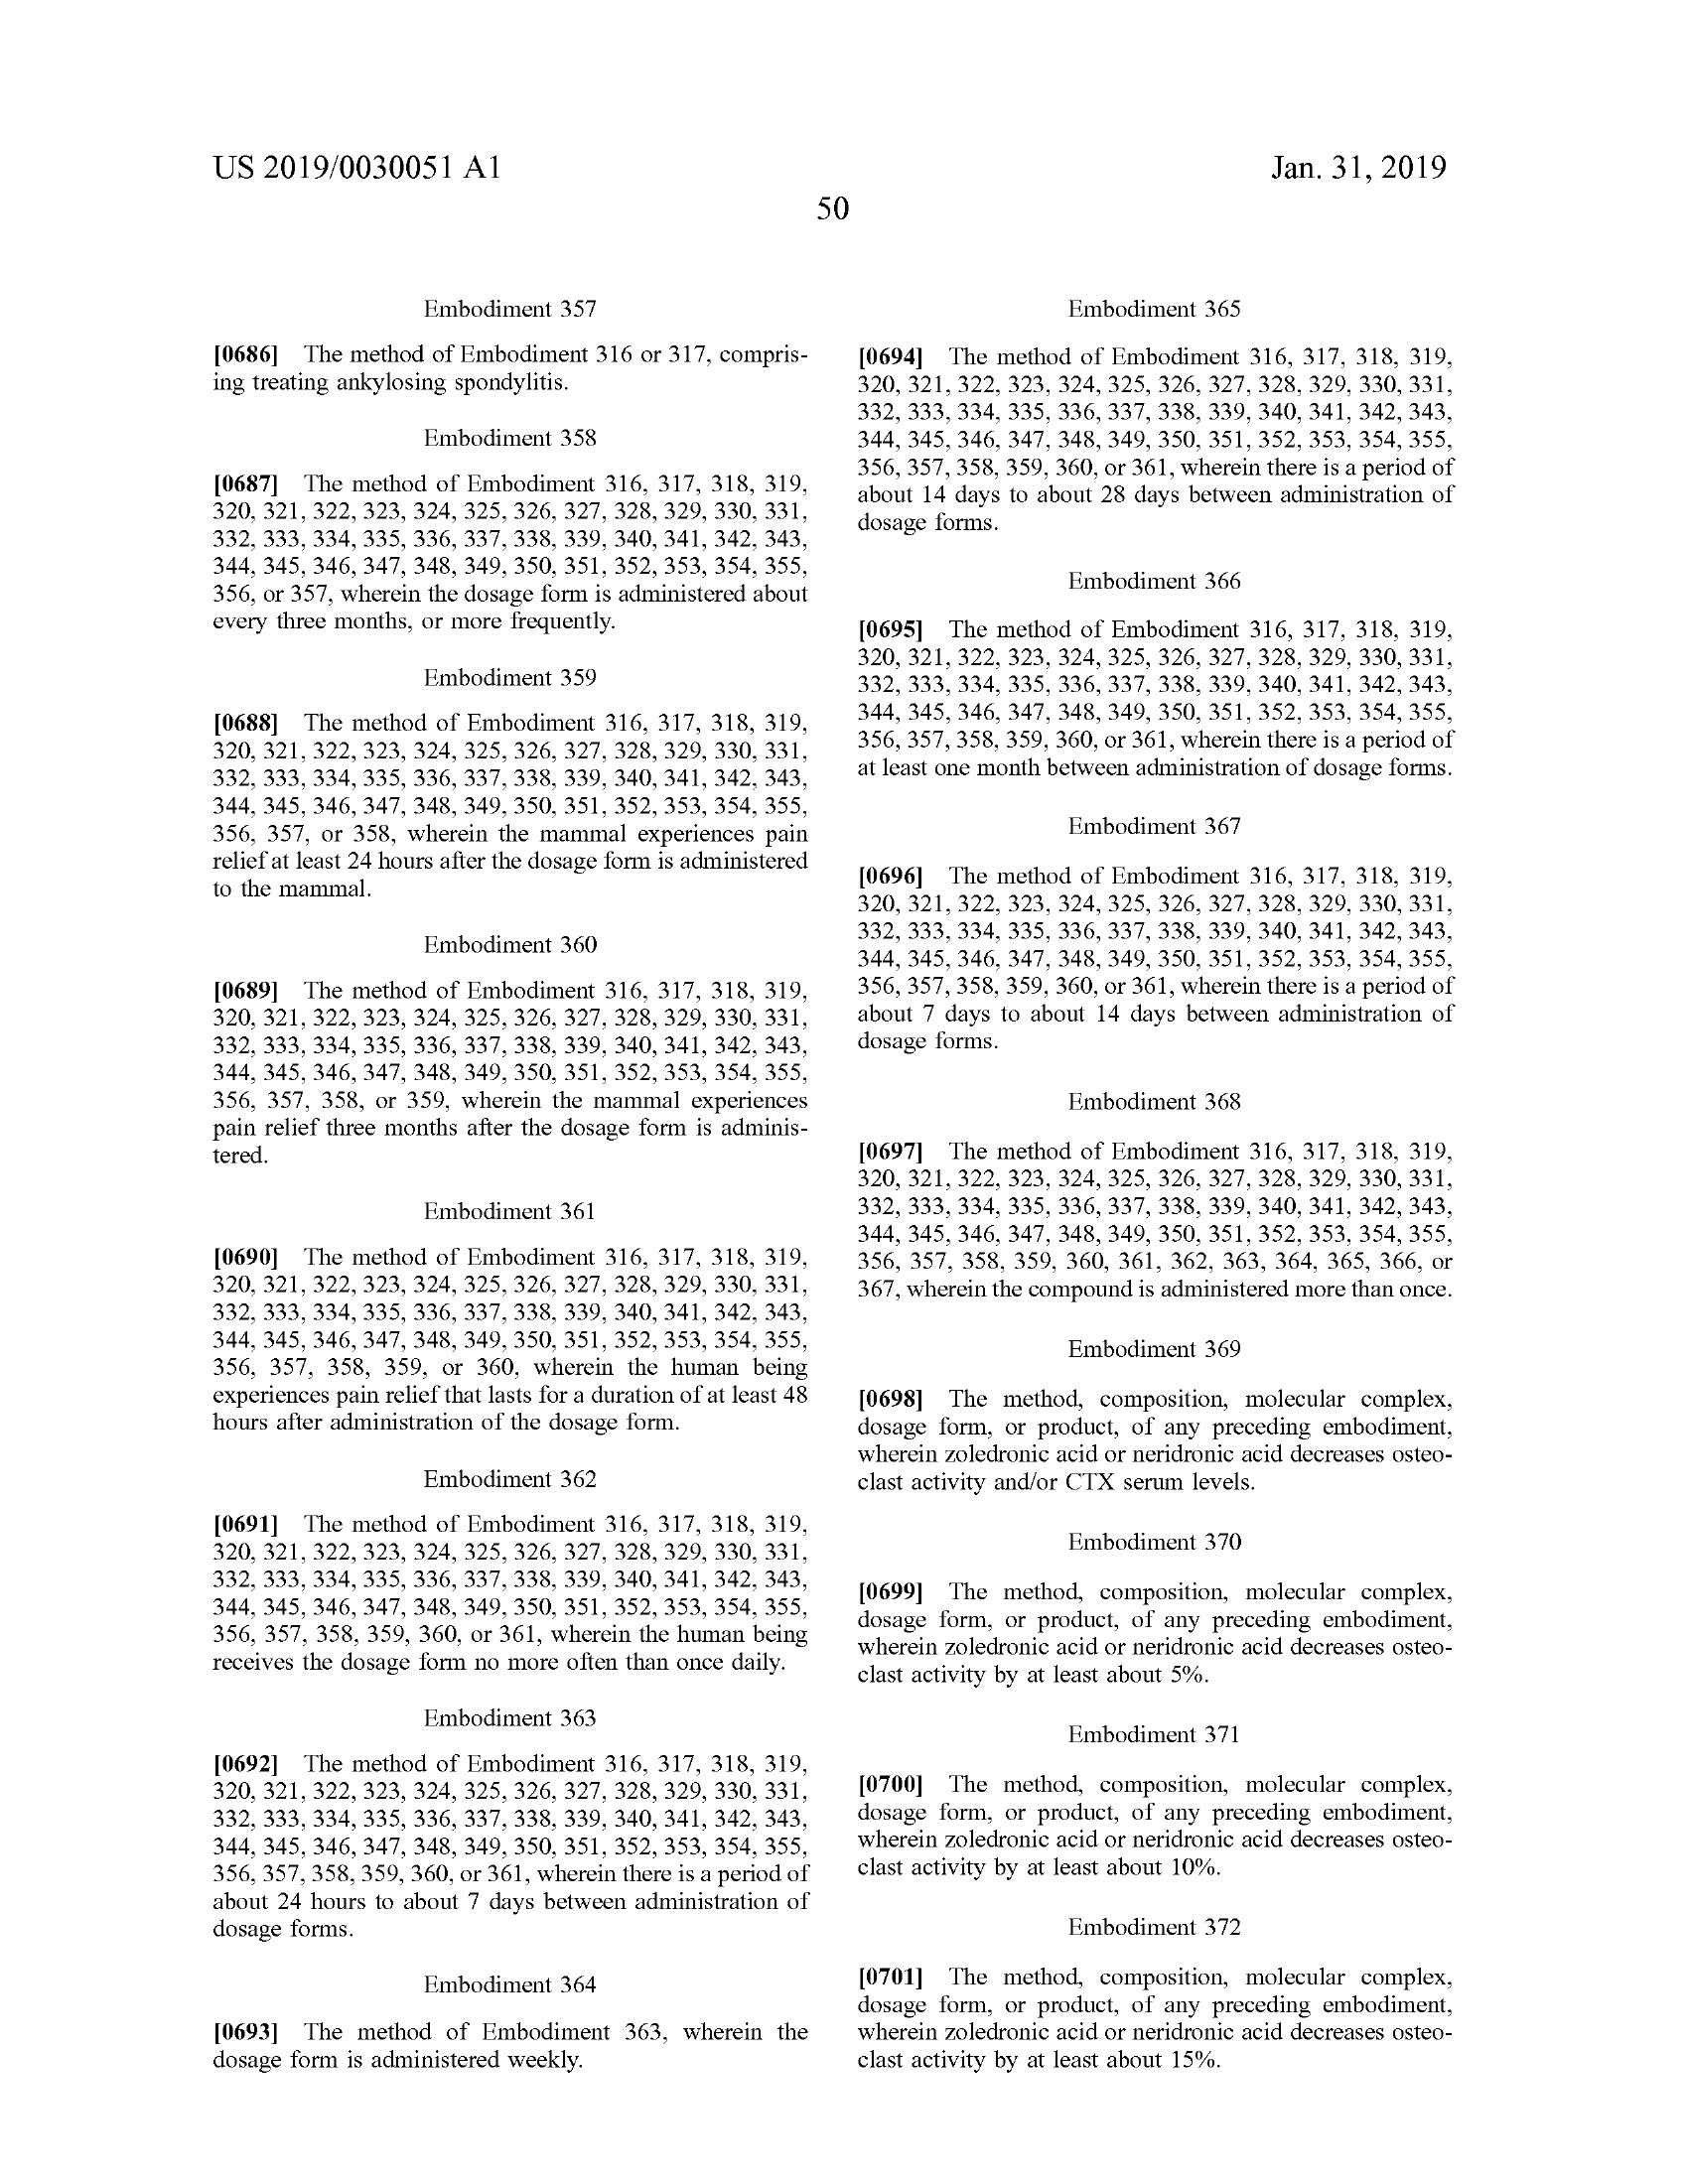 US 2019/0030051 A1
Jan. 31, 2019
50
Embodiment 357
[0686] The method of Embodiment 316 or 317, compris-
ing treating ankylosing spondylitis.
Embodiment 358
[0687] The method of Embodiment 316, 317, 318, 319,
320, 321, 322, 323, 324, 325, 326, 327, 328, 329, 330, 331,
332, 333, 334, 335, 336, 337, 338, 339, 340, 341, 342, 343,
344, 345, 346, 347, 348, 349, 350, 351, 352, 353, 354, 355,
356, or 357, wherein the dosage form is administered about
every three months, or more frequently.
Embodiment 359
[0688] The method of Embodiment 316, 317, 318, 319,
320, 321, 322, 323, 324, 325, 326, 327, 328, 329, 330, 331,
332, 333, 334, 335, 336, 337, 338, 339, 340, 341, 342, 343,
344, 345, 346, 347, 348, 349, 350, 351, 352, 353, 354, 355,
356, 357, or 358, wherein the mammal experiences pain
relief at least 24 hours after the dosage form is administered
to the mammal.
Embodiment 360
[0689] The method of Embodiment 316, 317, 318, 319,
320, 321, 322, 323, 324, 325, 326, 327, 328, 329, 330, 331,
332, 333, 334, 335, 336, 337, 338, 339, 340, 341, 342, 343,
344, 345, 346, 347, 348, 349, 350, 351, 352, 353, 354, 355,
356, 357, 358, or 359, wherein the mammal experiences
pain relief three months after the dosage form is adminis-
tered.
Embodiment 361
[0690] The method of Embodiment 316, 317, 318, 319,
320, 321, 322, 323, 324, 325, 326, 327, 328, 329, 330, 331,
332, 333, 334, 335, 336, 337, 338, 339, 340, 341, 342, 343,
344, 345, 346, 347, 348, 349, 350, 351, 352, 353, 354, 355,
356, 357, 358, 359, or 360, wherein the human being
experiences pain relief that lasts for a duration of at least 48
hours after administration of the dosage form.
Embodiment 362
[0691] The method of Embodiment 316, 317, 318, 319,
320, 321, 322, 323, 324, 325, 326, 327, 328, 329, 330, 331,
332, 333, 334, 335, 336, 337, 338, 339, 340, 341, 342, 343,
344, 345, 346, 347, 348, 349, 350, 351, 352, 353, 354, 355,
356, 357, 358, 359, 360, or 361, wherein the human being
receives the dosage form no more often than once daily.
Embodiment 363
[0692] The method of Embodiment 316, 317, 318, 319,
320, 321, 322, 323, 324, 325, 326, 327, 328, 329, 330, 331,
332, 333, 334, 335, 336, 337, 338, 339, 340, 341, 342, 343,
344, 345, 346, 347, 348, 349, 350, 351, 352, 353, 354, 355,
356, 357, 358, 359, 360, or 361, wherein there is a period of
about 24 hours to about 7 days between administration of
dosage forms.
Embodiment 364
[0693] The method of Embodiment 363, wherein the
dosage form is administered weekly.
Embodiment 365
[0694] The method of Embodiment 316, 317, 318, 319,
320, 321, 322, 323, 324, 325, 326, 327, 328, 329, 330, 331,
332, 333, 334, 335, 336, 337, 338, 339, 340, 341, 342, 343,
344, 345, 346, 347, 348, 349, 350, 351, 352, 353, 354, 355,
356, 357, 358, 359, 360, or 361, wherein there is a period of
about 14 days to about 28 days between administration of
dosage forms.
Embodiment 366
[0695] The method of Embodiment 316, 317, 318, 319,
320, 321, 322, 323, 324, 325, 326, 327, 328, 329, 330, 331,
332, 333, 334, 335, 336, 337, 338, 339, 340, 341, 342, 343,
344, 345, 346, 347, 348, 349, 350, 351, 352, 353, 354, 355,
356, 357, 358, 359, 360, or 361, wherein there is a period of
at least one month between administration of dosage forms.
Embodiment 367
[0696] The method of Embodiment 316, 317, 318, 319,
320, 321, 322, 323, 324, 325, 326, 327, 328, 329, 330, 331,
332, 333, 334, 335, 336, 337, 338, 339, 340, 341, 342, 343,
344, 345, 346, 347, 348, 349, 350, 351, 352, 353, 354, 355,
356, 357, 358, 359, 360, or 361, wherein there is a period of
about 7 days to about 14 days between administration of
dosage forms.
Embodiment 368
[0697] The method of Embodiment 316, 317, 318, 319,
320, 321, 322, 323, 324, 325, 326, 327, 328, 329, 330, 331,
332, 333, 334, 335, 336, 337, 338, 339, 340, 341, 342, 343,
344, 345, 346, 347, 348, 349, 350, 351, 352, 353, 354, 355,
356, 357, 358, 359, 360, 361, 362, 363, 364, 365, 366, or
367, wherein the compound is administered more than once.
Embodiment 369
[0698] The method, composition, molecular complex,
dosage form, or product, of any preceding embodiment,
wherein zoledronic acid or neridronic acid decreases osteo-
clast activity and/or CTX serum levels.
Embodiment 370
[0699] The method, composition, molecular complex,
dosage form, or product, of any preceding embodiment,
wherein zoledronic acid or neridronic acid decreases osteo-
clast activity by at least about 5%.
Embodiment 371
[0700] The method, composition, molecular complex,
dosage form, or product, of any preceding embodiment,
wherein zoledronic acid or neridronic acid decreases osteo-
clast activity by at least about 10%.
Embodiment 372
[0701] The method, composition, molecular complex,
dosage form, or product, of any preceding embodiment,
wherein zoledronic acid or neridronic acid decreases osteo-
clast activity by at least about 15%.